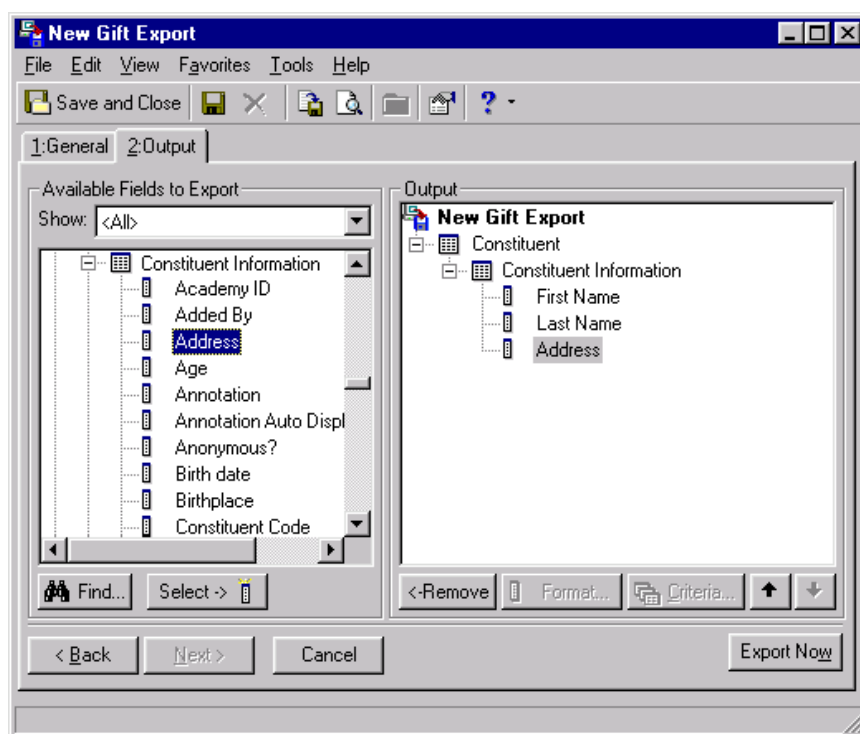 New Gift Export
File Edit View Favorites Tools Help
Save and Close ?
1:General 2:Output
Available Fields to Export
Show: <All>
Constituent Information
Academy ID
Added By
Address
Age
Annotation
Annotation Auto Displ
Anonymous?
Birth date
Birthplace
Constituent Code
Find... Select ->
Output
New Gift Export
Constituent
Constituent Information
First Name
Last Name
Address
<-Remove Format... Criteria...
< Back Next > Cancel Export Now